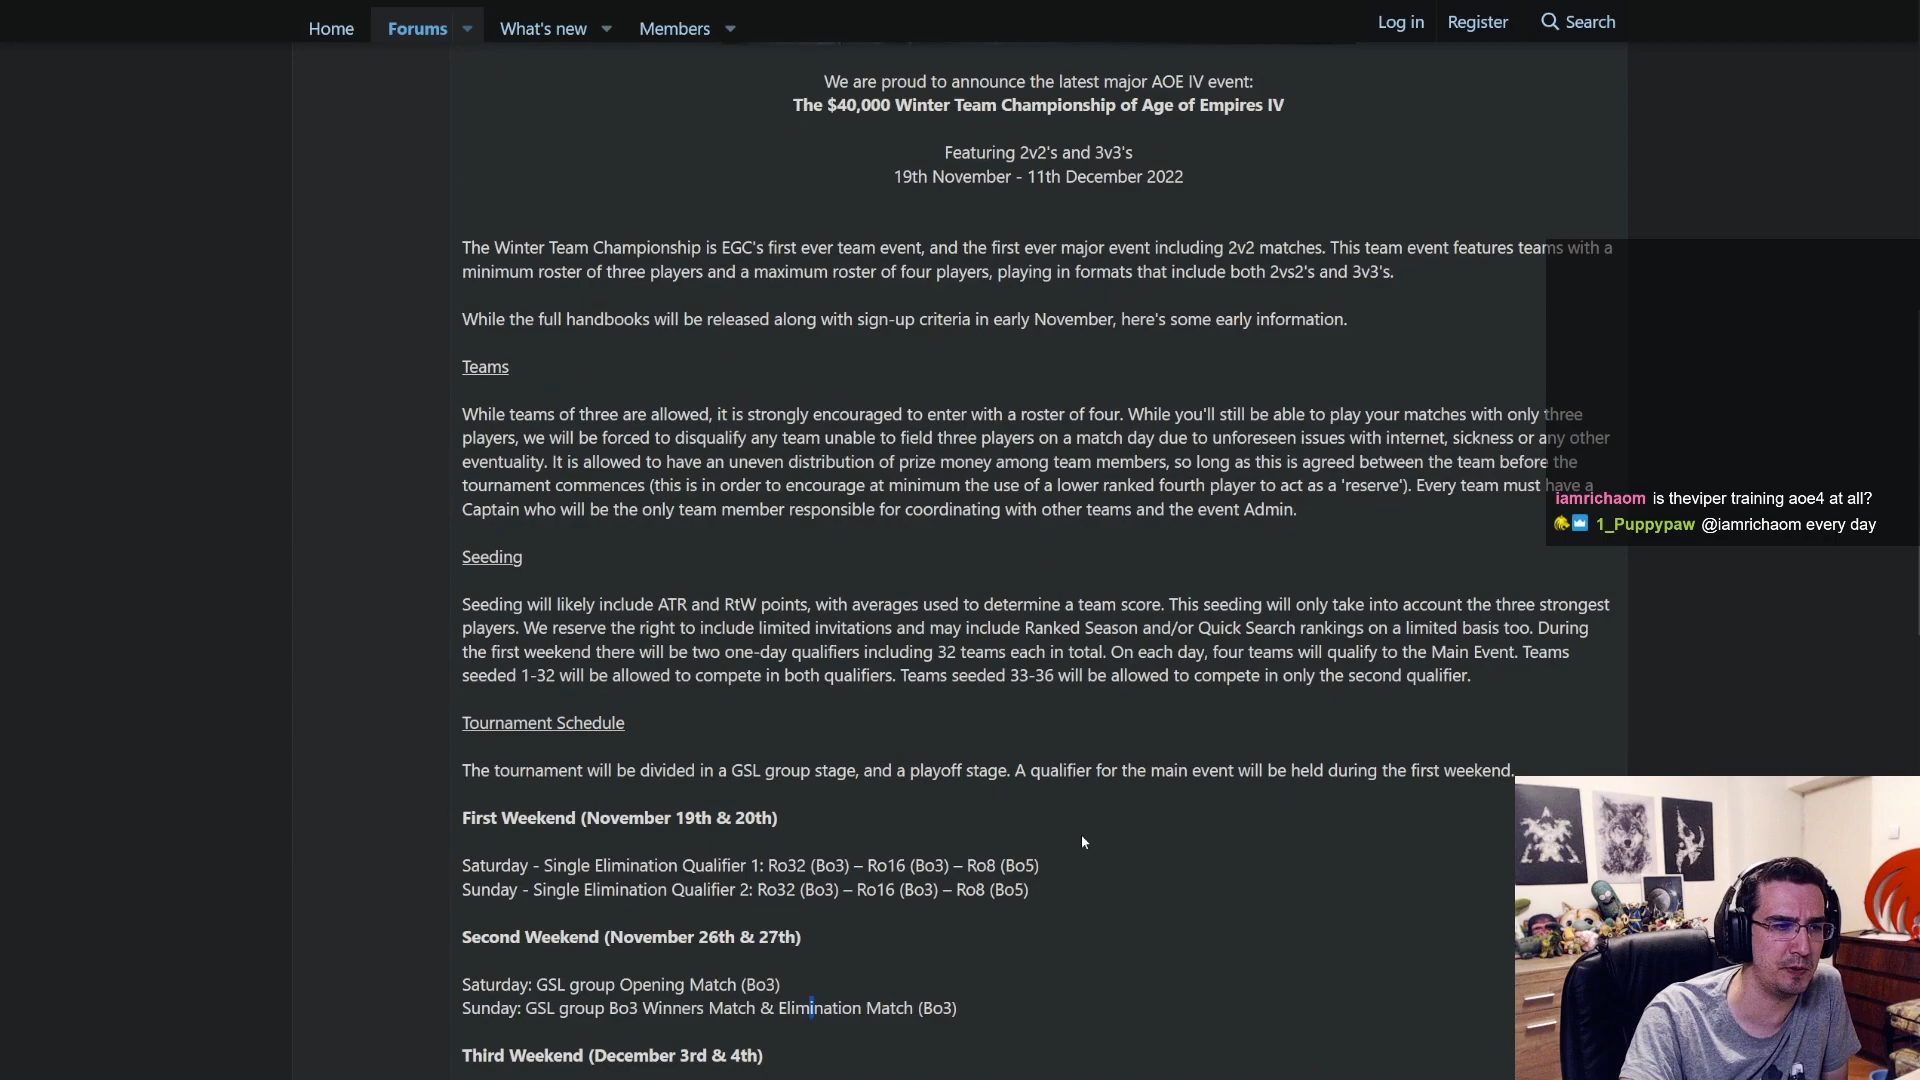 Home Forums What's new Members Log in Register Search
We are proud to announce the latest major AOE IV event:
The $40,000 Winter Team Championship of Age of Empires IV
Featuring 2v2's and 3v3's
19th November - 11th December 2022
The Winter Team Championship is EGC's first ever team event, and the first ever major event including 2v2 matches. This team event features teams with a
minimum roster of three players and a maximum roster of four players, playing in formats that include both 2vs2's and 3v3's.
While the full handbooks will be released along with sign-up criteria in early November, here's some early information.
Teams
While teams of three are allowed, it is strongly encouraged to enter with a roster of four. While you'll still be able to play your matches with only three
players, we will be forced to disqualify any team unable to field three players on a match day due to unforeseen issues with internet, sickness or any other
eventuality. It is allowed to have an uneven distribution of prize money among team members, so long as this is agreed between the team before the
tournament commences (this is in order to encourage at minimum the use of a lower ranked fourth player to act as a 'reserve'). Every team must have a
Captain who will be the only team member responsible for coordinating with other teams and the event Admin.
iamrichaom is theviper training aoe4 at all?
1_Puppypaw @iamrichaom every day
Seeding
Seeding will likely include ATR and RtW points, with averages used to determine a team score. This seeding will only take into account the three strongest
players. We reserve the right to include limited invitations and may include Ranked Season and/or Quick Search rankings on a limited basis too. During
the first weekend there will be two one-day qualifiers including 32 teams each in total. On each day, four teams will qualify to the Main Event. Teams
seeded 1-32 will be allowed to compete in both qualifiers. Teams seeded 33-36 will be allowed to compete in only the second qualifier.
Tournament Schedule
The tournament will be divided in a GSL group stage, and a playoff stage. A qualifier for the main event will be held during the first weekend.
First Weekend (November 19th & 20th)
Saturday - Single Elimination Qualifier 1: Ro32 (Bo3) – Ro16 (Bo3) – Ro8 (Bo5)
Sunday - Single Elimination Qualifier 2: Ro32 (Bo3) – Ro16 (Bo3) – Ro8 (Bo5)
Second Weekend (November 26th & 27th)
Saturday: GSL group Opening Match (Bo3)
Sunday: GSL group Bo3 Winners Match & Elimination Match (Bo3)
Third Weekend (December 3rd & 4th)